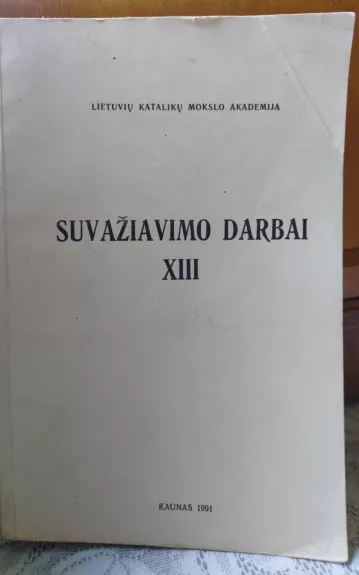 LIETUVIŲ KATALIKŲ MOKSLO AKADEMIJA
SUVAŽIAVIMO DARBAI
XIII
KAUNAS 1991